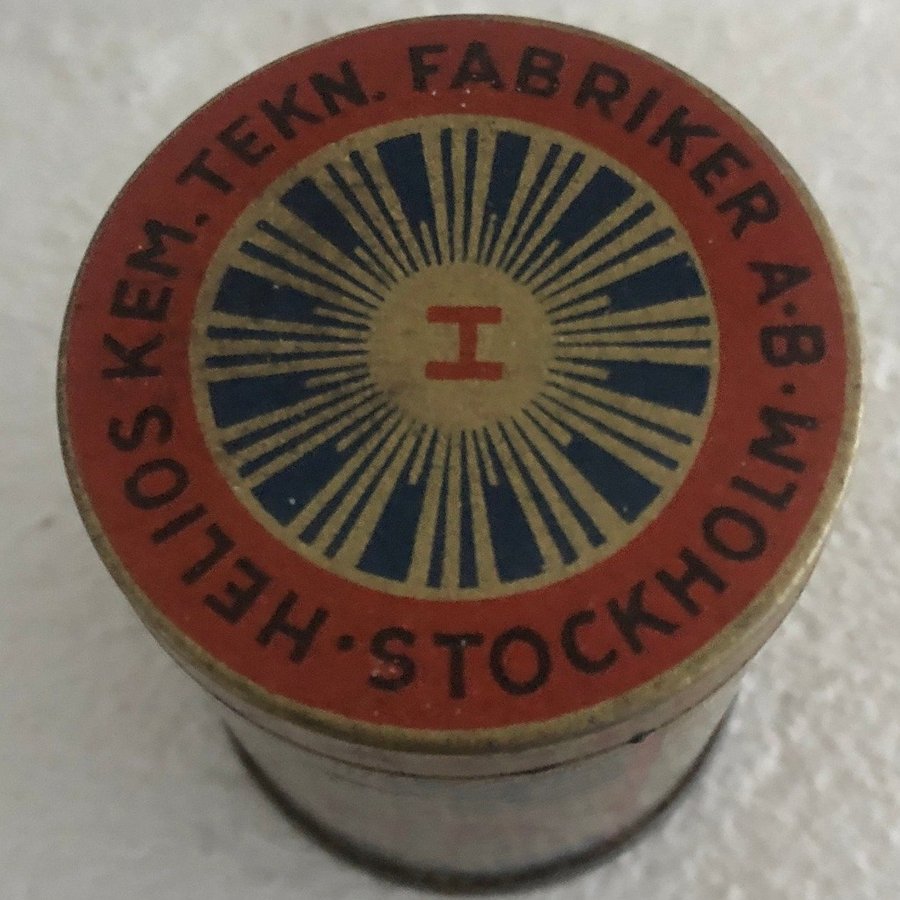 HELIOS KEM. TEKN. FABRIKER A·B· STOCKHOLM·
H